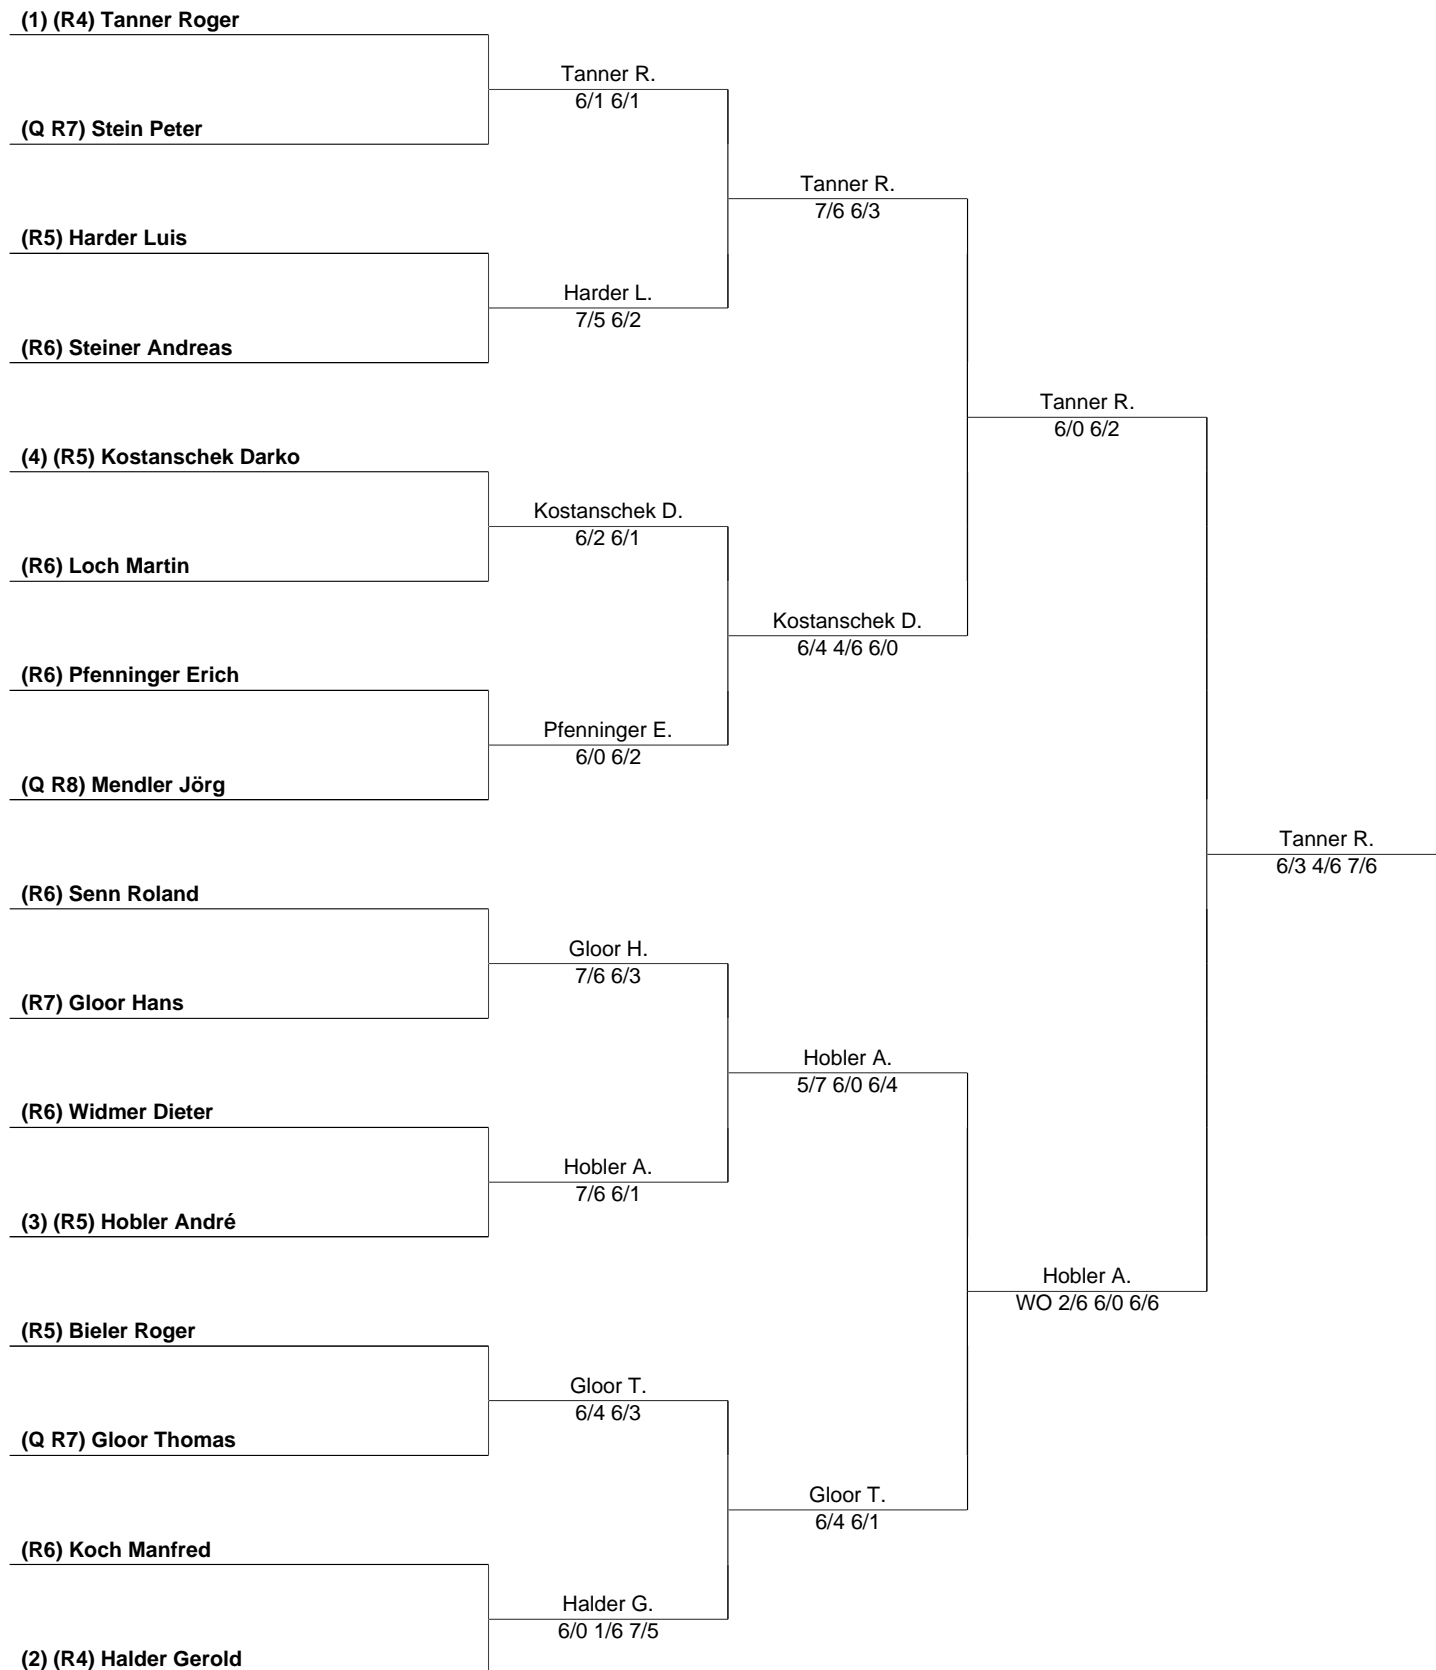 (1) (R4) Tanner Roger
Tanner R.
6/1 6/1
(Q R7) Stein Peter
Tanner R.
7/6 6/3
(R5) Harder Luis
Harder L.
7/5 6/2
(R6) Steiner Andreas
Tanner R.
6/0 6/2
(4) (R5) Kostanschek Darko
Kostanschek D.
6/2 6/1
(R6) Loch Martin
Kostanschek D.
6/4 4/6 6/0
(R6) Pfenninger Erich
Pfenninger E.
6/0 6/2
(Q R8) Mendler Jörg
Tanner R.
6/3 4/6 7/6
(R6) Senn Roland
Gloor H.
7/6 6/3
(R7) Gloor Hans
Hobler A.
5/7 6/0 6/4
(R6) Widmer Dieter
Hobler A.
7/6 6/1
(3) (R5) Hobler André
Hobler A.
WO 2/6 6/0 6/6
(R5) Bieler Roger
Gloor T.
6/4 6/3
(Q R7) Gloor Thomas
Gloor T.
6/4 6/1
(R6) Koch Manfred
Halder G.
6/0 1/6 7/5
(2) (R4) Halder Gerold